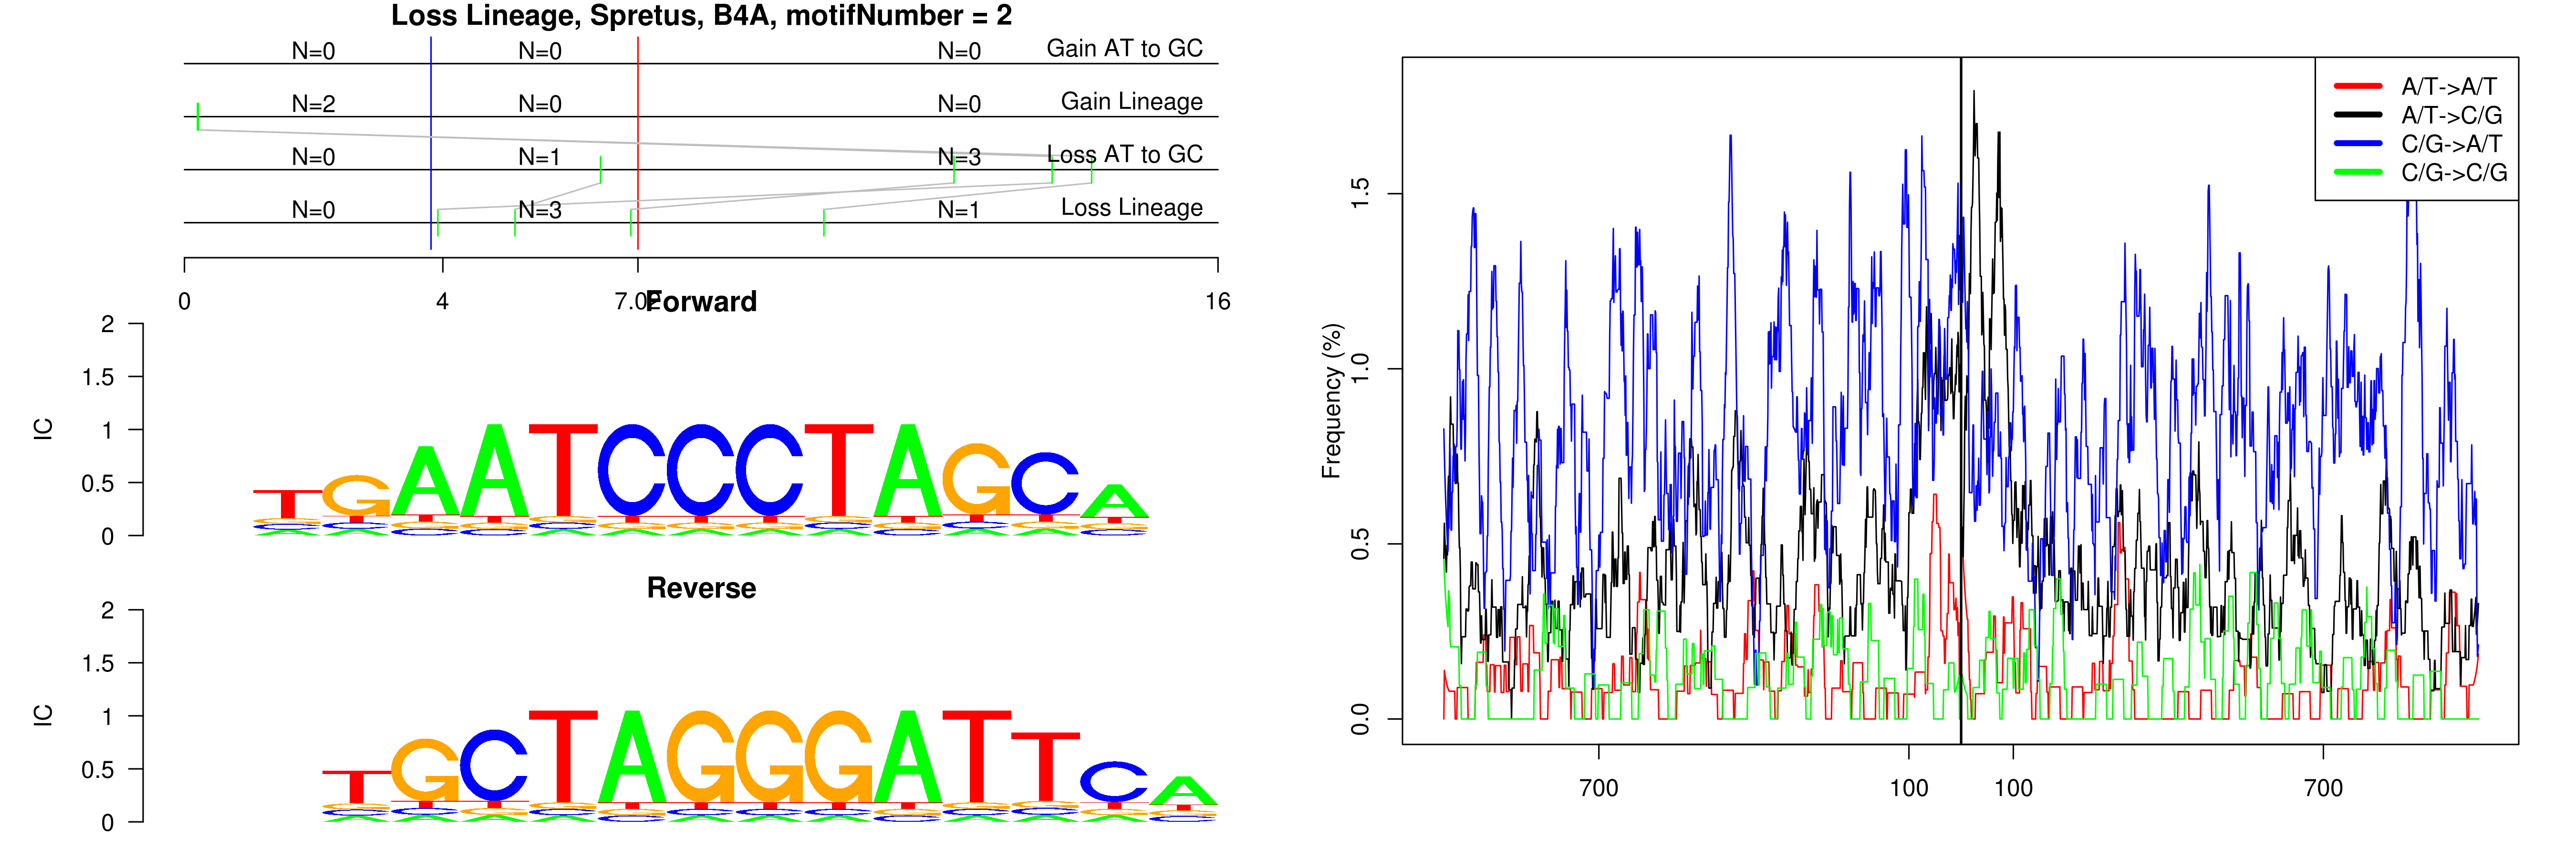 Loss Lineage, Spretus, B4A, motifNumber = 2
N=0 N=0 N=0 Gain AT to GC
N=2 N=0 N=0 Gain Lineage
N=0 N=1 N=3 Loss AT to GC
N=0 N=3 N=1 Loss Lineage
0 4 7.02 16
Forward
2
1.5
1
0.5
0
IC
TGAATCCCTAGCA
Reverse
2
1.5
1
0.5
0
IC
TGCTAGGGATTCA
A/T->A/T
A/T->C/G
C/G->A/T
C/G->C/G
Frequency (%)
1.5
1.0
0.5
0.0
700 100 100 700